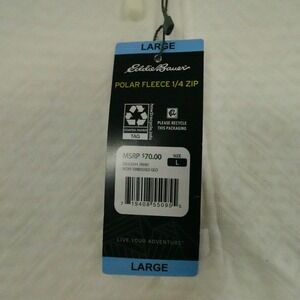 LARGE
Eddie Bauer
POLAR FLEECE 1/4 ZIP
PLEASE RECYCLE
THIS PACKAGING
TAG
MSRP $70.00
SIZE
L
LIVE YOUR ADVENTURE
LARGE